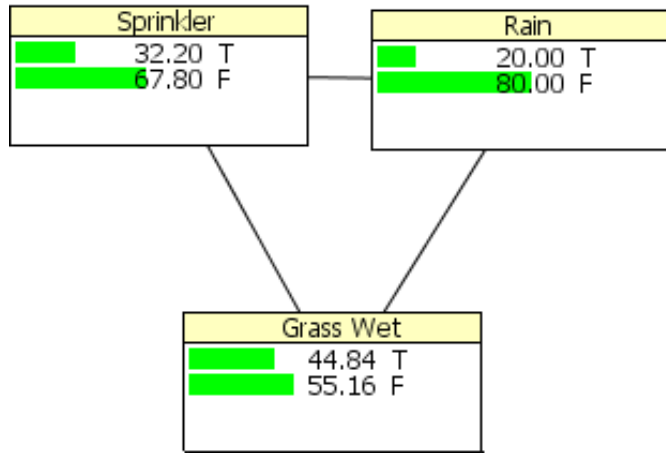 Sprinkler
32.20 T
67.80 F
Rain
20.00 T
80.00 F
Grass Wet
44.84 T
55.16 F